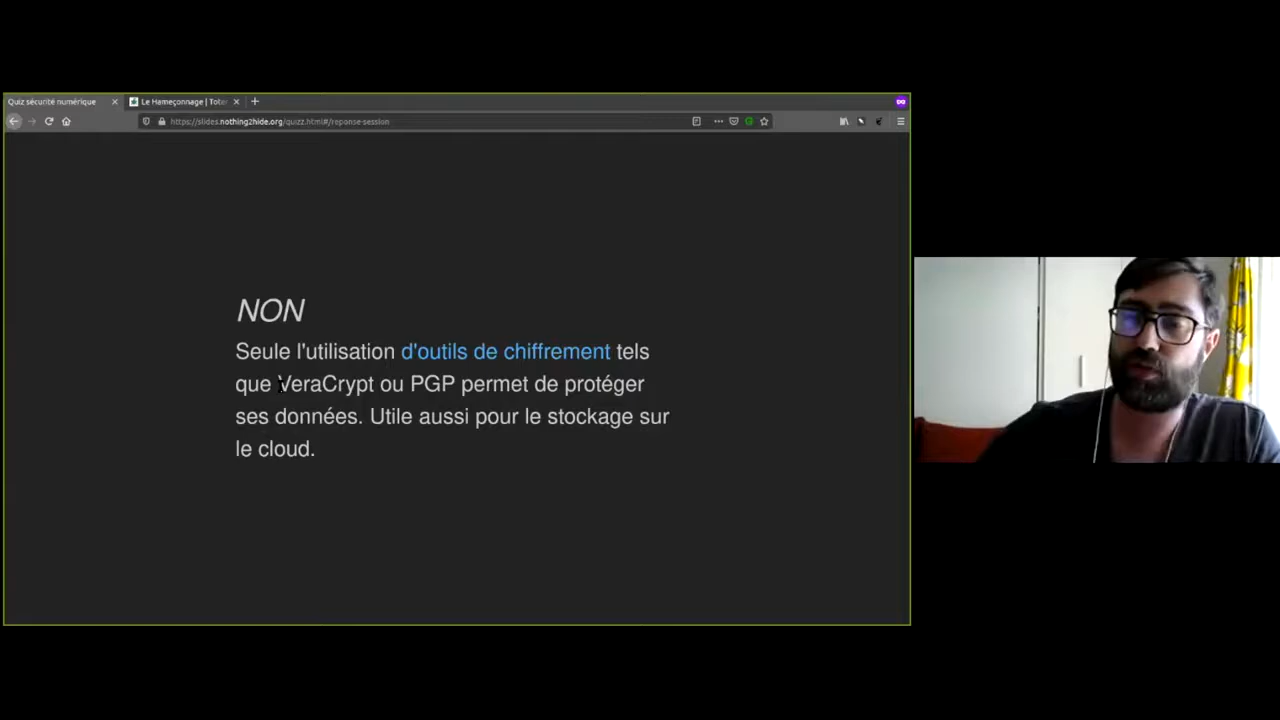 Quiz sécurité numérique
Le Hameçonnage | Tote
https://slides.nothing2hide.org/quizz.html#/reponse-session
NON
Seule l'utilisation d'outils de chiffrement tels
que VeraCrypt ou PGP permet de protéger
ses données. Utile aussi pour le stockage sur
le cloud.